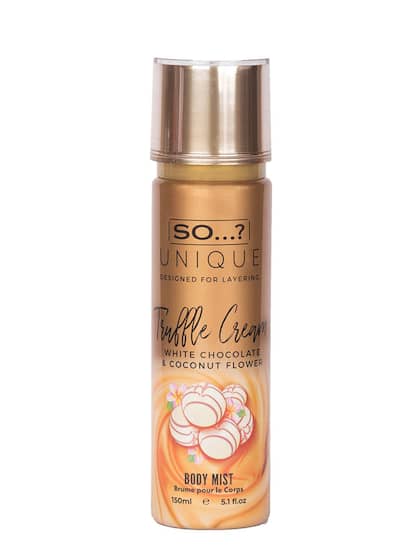 SO...?
UNIQUE
DESIGNED FOR LAYERING
Truffle Cream
WHITE CHOCOLATE
& COCONUT FLOWER
BODY MIST
Brume pour le Corps
150ml e 5.1 fl.oz